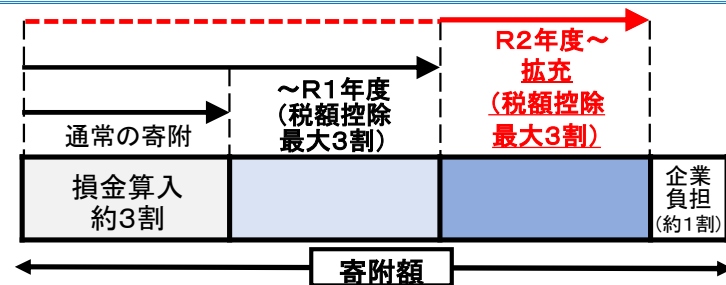 通常の寄附
～R1年度
(税額控除
最大3割)
R2年度～
拡充
(税額控除
最大3割)
損金算入
約3割
企業
負担
(約1割)
寄附額